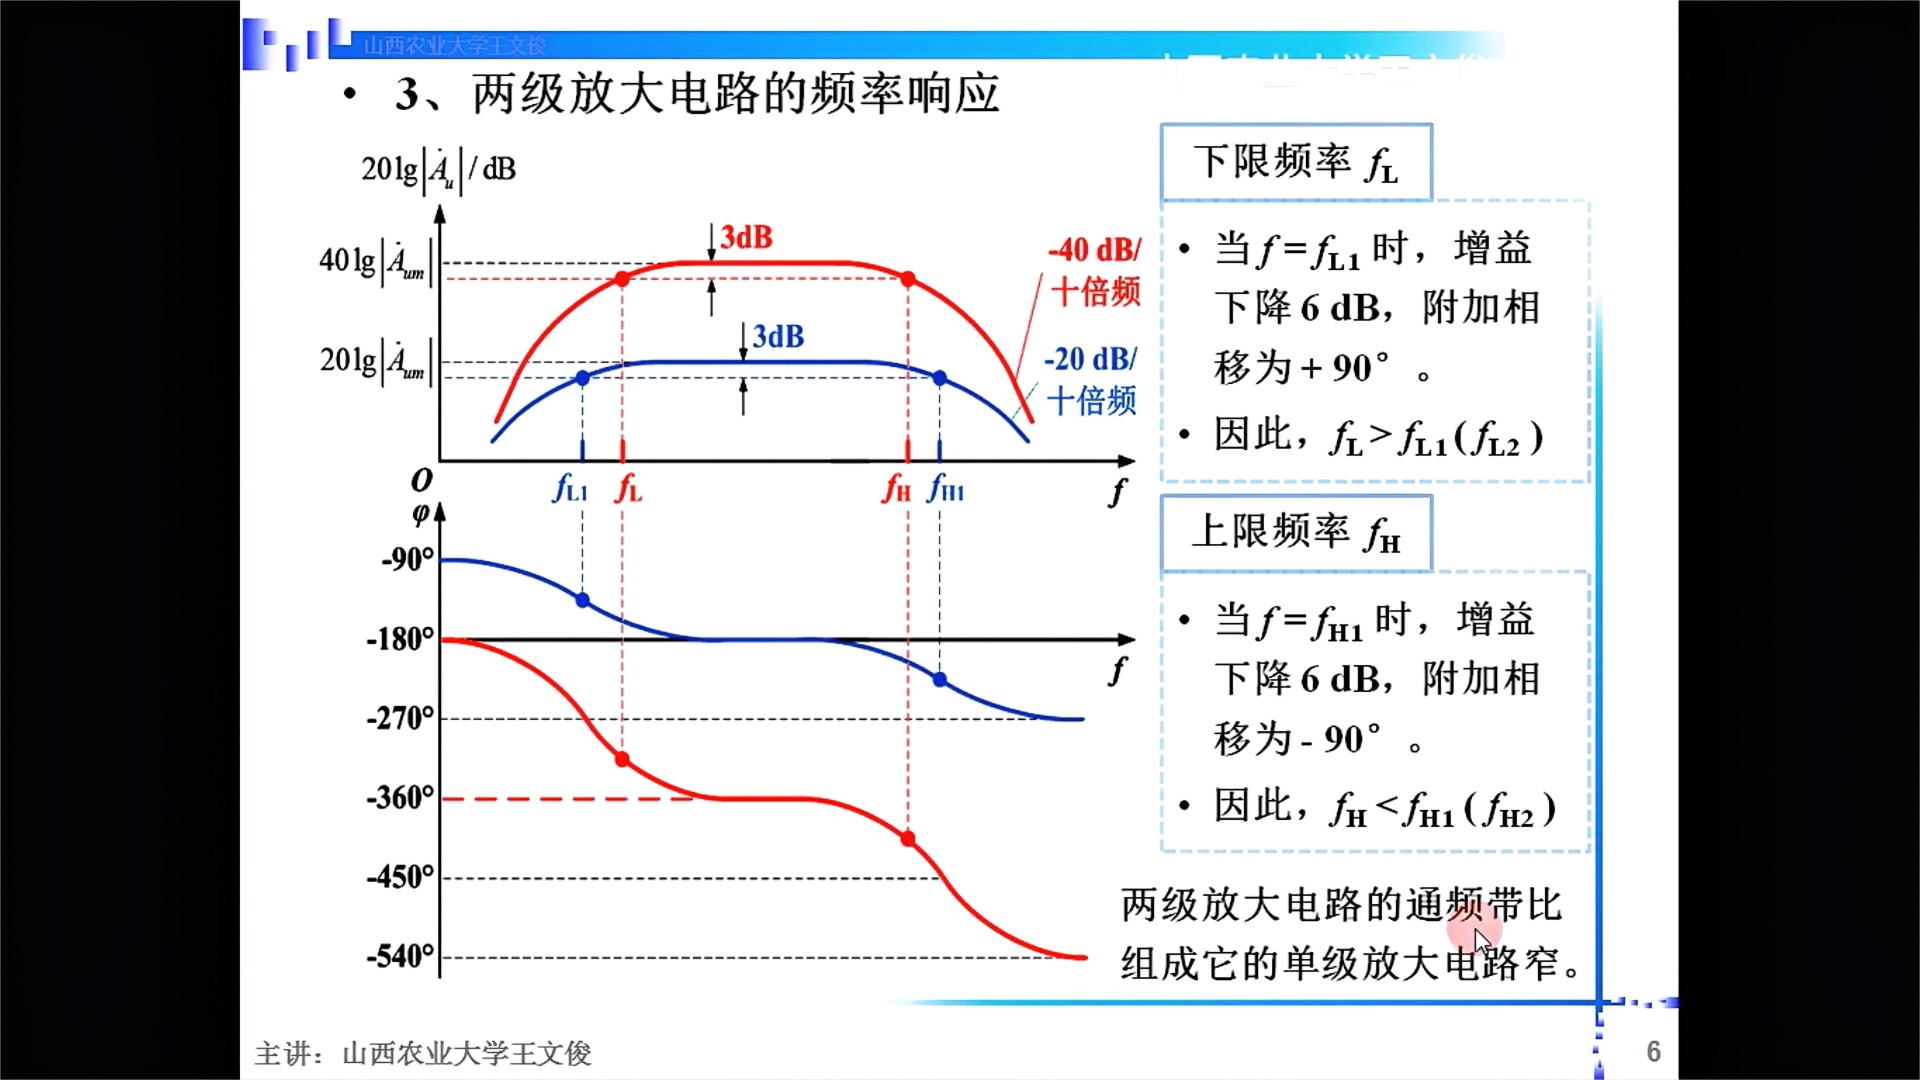 山西农业大学王文俊
• 3、两级放大电路的频率响应
20lg|Ȧu| / dB
40lg|Ȧum|
20lg|Ȧum|
3dB
3dB
-40 dB/
十倍频
-20 dB/
十倍频
O
fL1
fL
fH
fH1
f
φ
-90°
-180°
f
-270°
-360°
-450°
-540°
下限频率 fL
• 当 f = fL1 时，增益
下降 6 dB，附加相
移为 + 90° 。
• 因此，fL > fL1 ( fL2 )
上限频率 fH
• 当 f = fH1 时，增益
下降 6 dB，附加相
移为 - 90° 。
• 因此，fH < fH1 ( fH2 )
两级放大电路的通频带比
组成它的单级放大电路窄。
主讲：山西农业大学王文俊
6